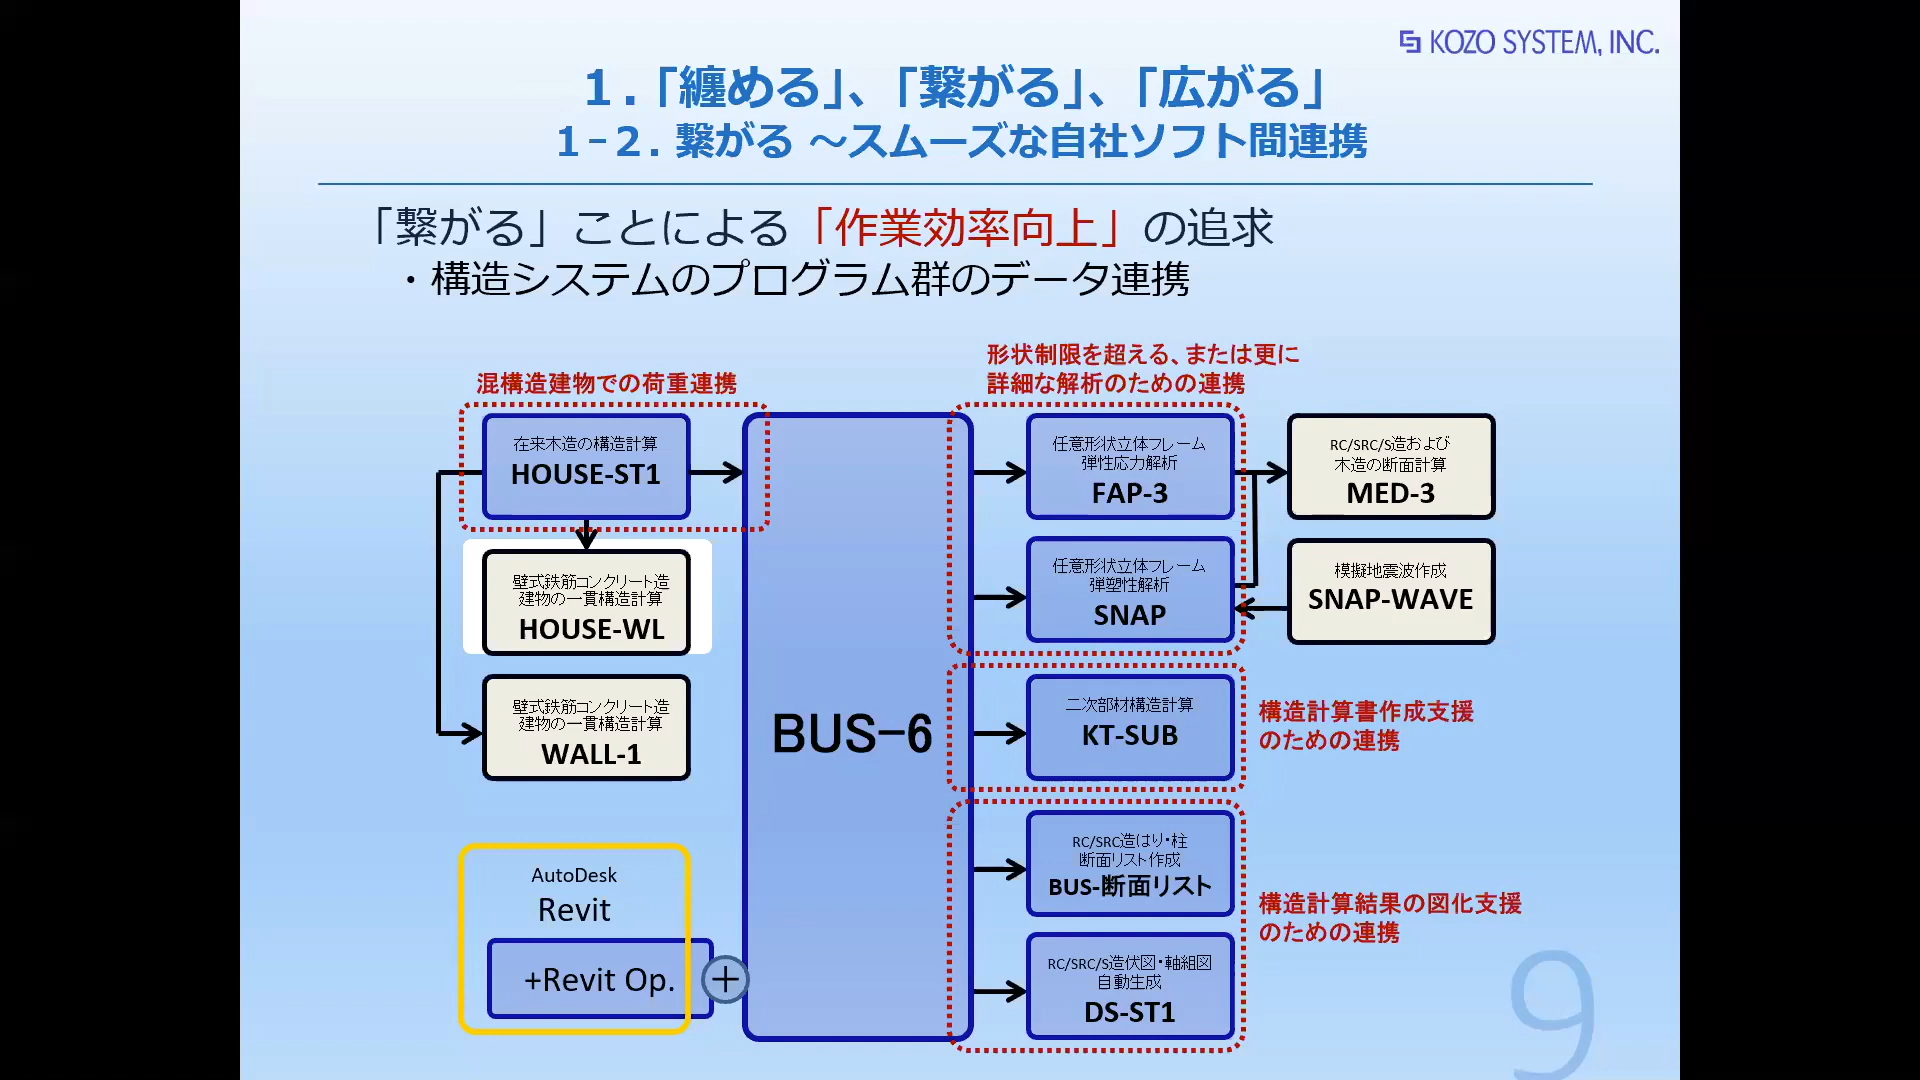 KOZO SYSTEM, INC.
１．「纏める」、「繋がる」、「広がる」
１－２．繋がる ～スムーズな自社ソフト間連携
「繋がる」ことによる「作業効率向上」の追求
・構造システムのプログラム群のデータ連携
混構造建物での荷重連携
形状制限を超える、または更に
詳細な解析のための連携
在来木造の構造計算
HOUSE-ST1
壁式鉄筋コンクリート造
建物の一貫構造計算
HOUSE-WL
壁式鉄筋コンクリート造
建物の一貫構造計算
WALL-1
AutoDesk
Revit
+Revit Op.
＋
BUS-6
任意形状立体フレーム
弾性応力解析
FAP-3
任意形状立体フレーム
弾塑性解析
SNAP
二次部材構造計算
KT-SUB
RC/SRC造はり・柱
断面リスト作成
BUS-断面リスト
RC/SRC/S造伏図・軸組図
自動生成
DS-ST1
RC/SRC/S造および
木造の断面計算
MED-3
模擬地震波作成
SNAP-WAVE
構造計算書作成支援
のための連携
構造計算結果の図化支援
のための連携
9